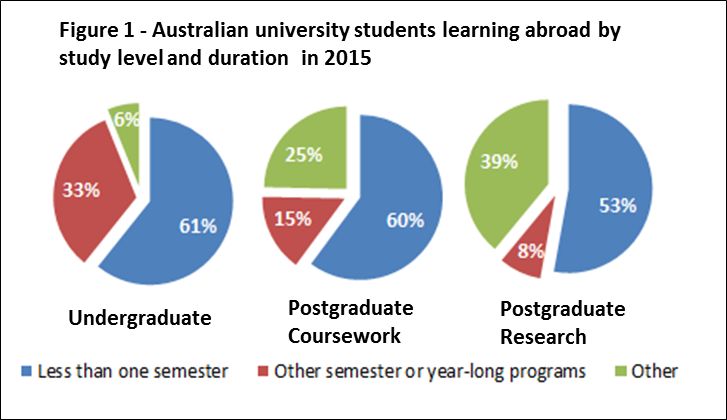 Figure 1 - Australian university students learning abroad by
study level and duration in 2015
6%
33%
61%
25%
15%
60%
39%
8%
53%
Undergraduate
Postgraduate
Coursework
Postgraduate
Research
Less than one semester
Other semester or year-long programs
Other